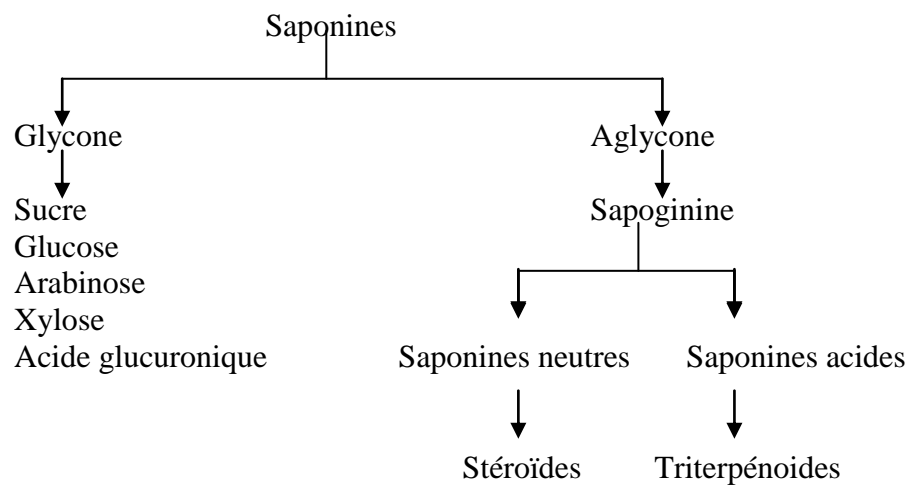 Saponines
Glycone
Aglycone
Sucre
Sapoginine
Glucose
Arabinose
Xylose
Acide glucuronique
Saponines neutres
Saponines acides
Stéroïdes
Triterpénoides